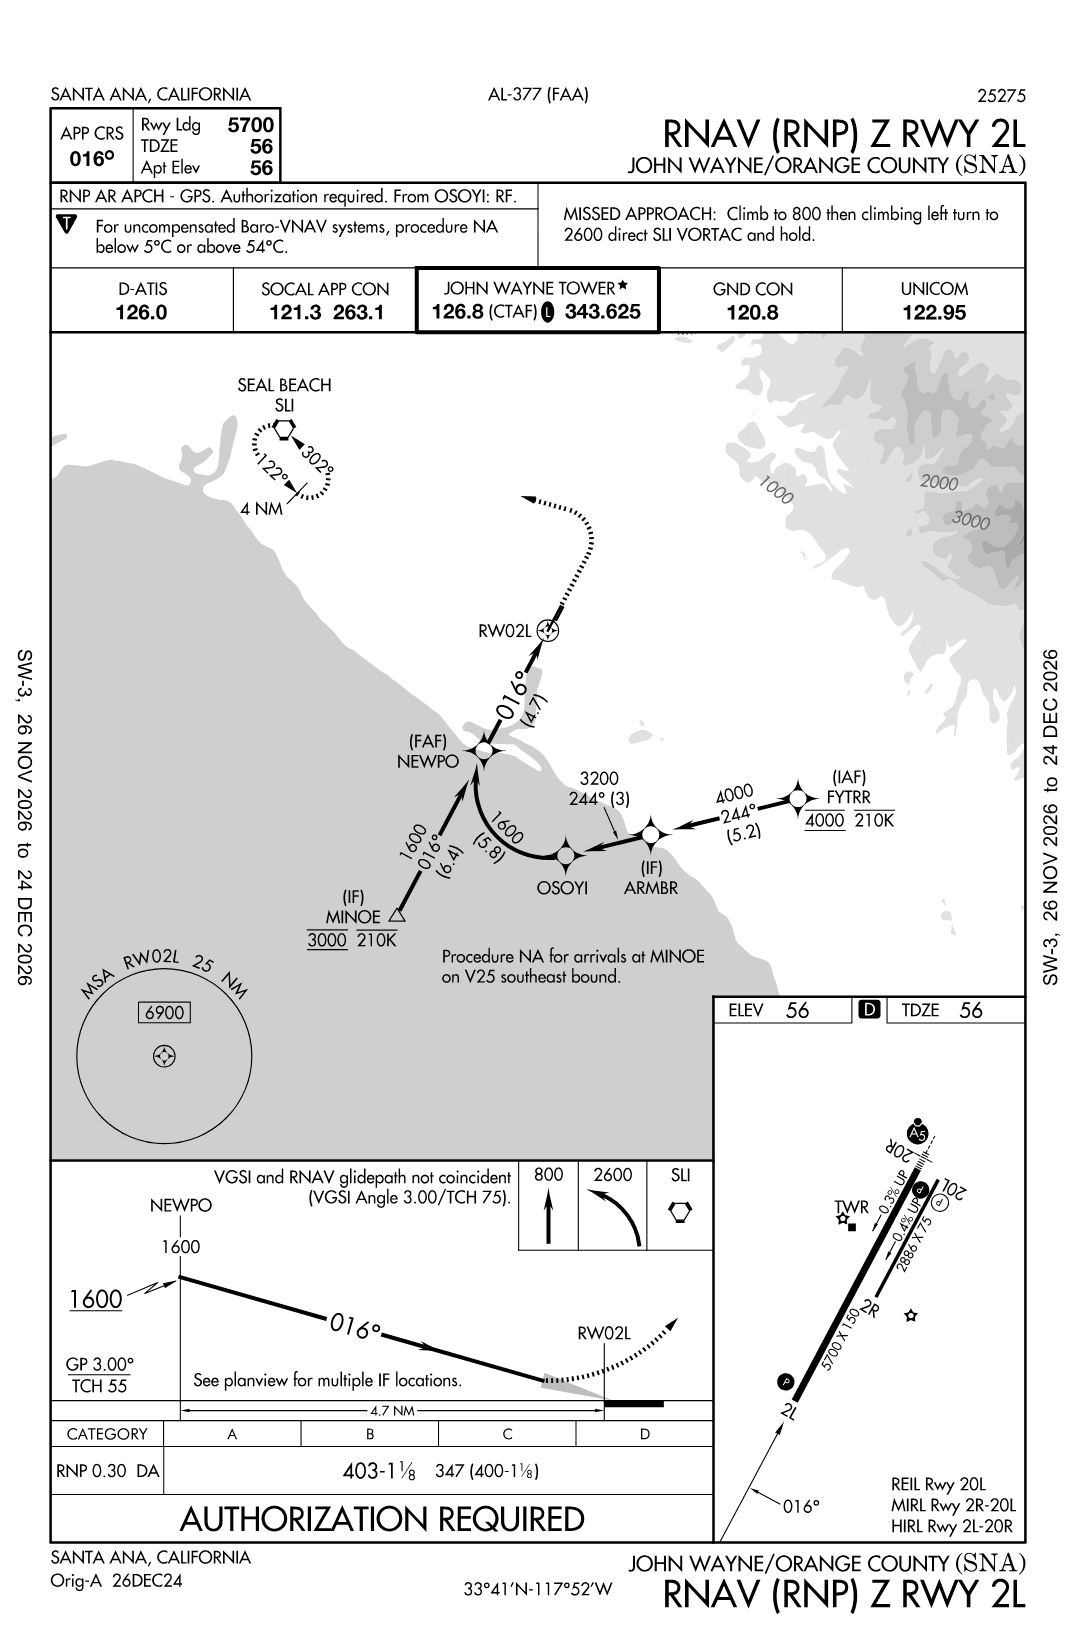 SANTA ANA, CALIFORNIA
AL-377 (FAA)
25275
APP CRS
016°
Rwy Ldg 5700
TDZE 56
Apt Elev 56
RNAV (RNP) Z RWY 2L
JOHN WAYNE/ORANGE COUNTY (SNA)
RNP AR APCH - GPS. Authorization required. From OSOYI: RF.
T
For uncompensated Baro-VNAV systems, procedure NA
below 5°C or above 54°C.
MISSED APPROACH: Climb to 800 then climbing left turn to
2600 direct SLI VORTAC and hold.
D-ATIS
126.0
SOCAL APP CON
121.3 263.1
JOHN WAYNE TOWER★
126.8 (CTAF) L 343.625
GND CON
120.8
UNICOM
122.95
SEAL BEACH
SLI
302°
122°
4 NM
1000
2000
3000
RW02L
016°
(4.7)
(FAF)
NEWPO
3200
244° (3)
4000
244°
(5.2)
(IAF)
FYTRR
4000 210K
1600
(5.8)
1600
016°
(6.4)
OSOYI
(IF)
ARMBR
(IF)
MINOE
3000 210K
Procedure NA for arrivals at MINOE
on V25 southeast bound.
MSA RW02L 25 NM
6900
SW-3, 26 NOV 2026 to 24 DEC 2026
SW-3, 26 NOV 2026 to 24 DEC 2026
ELEV 56
D
TDZE 56
A5
20R
20L
P
P
0.3% UP
0.4% UP
TWR
2886 X 75
2R
5700 X 150
P
2L
016°
REIL Rwy 20L
MIRL Rwy 2R-20L
HIRL Rwy 2L-20R
VGSI and RNAV glidepath not coincident
(VGSI Angle 3.00/TCH 75).
800
2600
SLI
NEWPO
1600
1600
016°
RW02L
GP 3.00°
TCH 55
See planview for multiple IF locations.
4.7 NM
CATEGORY A B C D
RNP 0.30 DA 403-1⅛ 347 (400-1⅛)
AUTHORIZATION REQUIRED
SANTA ANA, CALIFORNIA
Orig-A 26DEC24
33°41'N-117°52'W
JOHN WAYNE/ORANGE COUNTY (SNA)
RNAV (RNP) Z RWY 2L